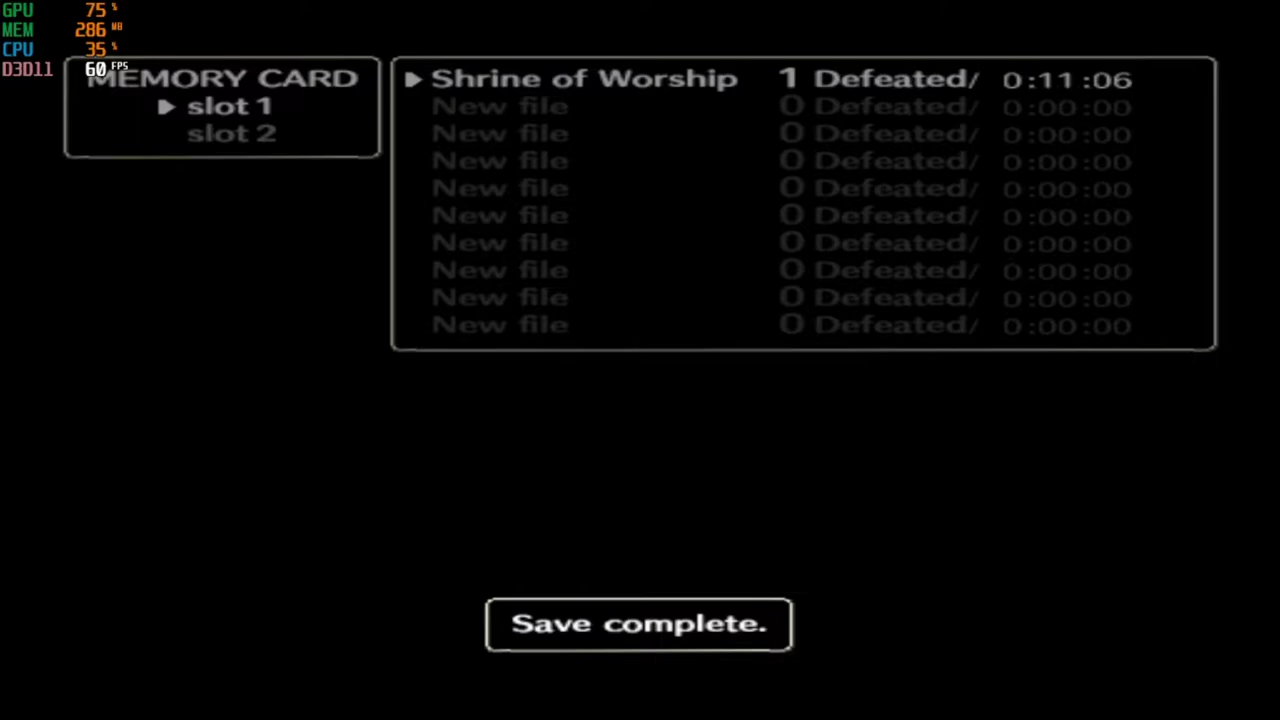 GPU 75 %
MEM 286 MB
CPU 35 %
D3D11 60 FPS
MEMORY CARD
slot 1
slot 2
Shrine of Worship 1 Defeated/ 0:11:06
New file 0 Defeated/ 0:00:00
New file 0 Defeated/ 0:00:00
New file 0 Defeated/ 0:00:00
New file 0 Defeated/ 0:00:00
New file 0 Defeated/ 0:00:00
New file 0 Defeated/ 0:00:00
New file 0 Defeated/ 0:00:00
New file 0 Defeated/ 0:00:00
New file 0 Defeated/ 0:00:00
Save complete.